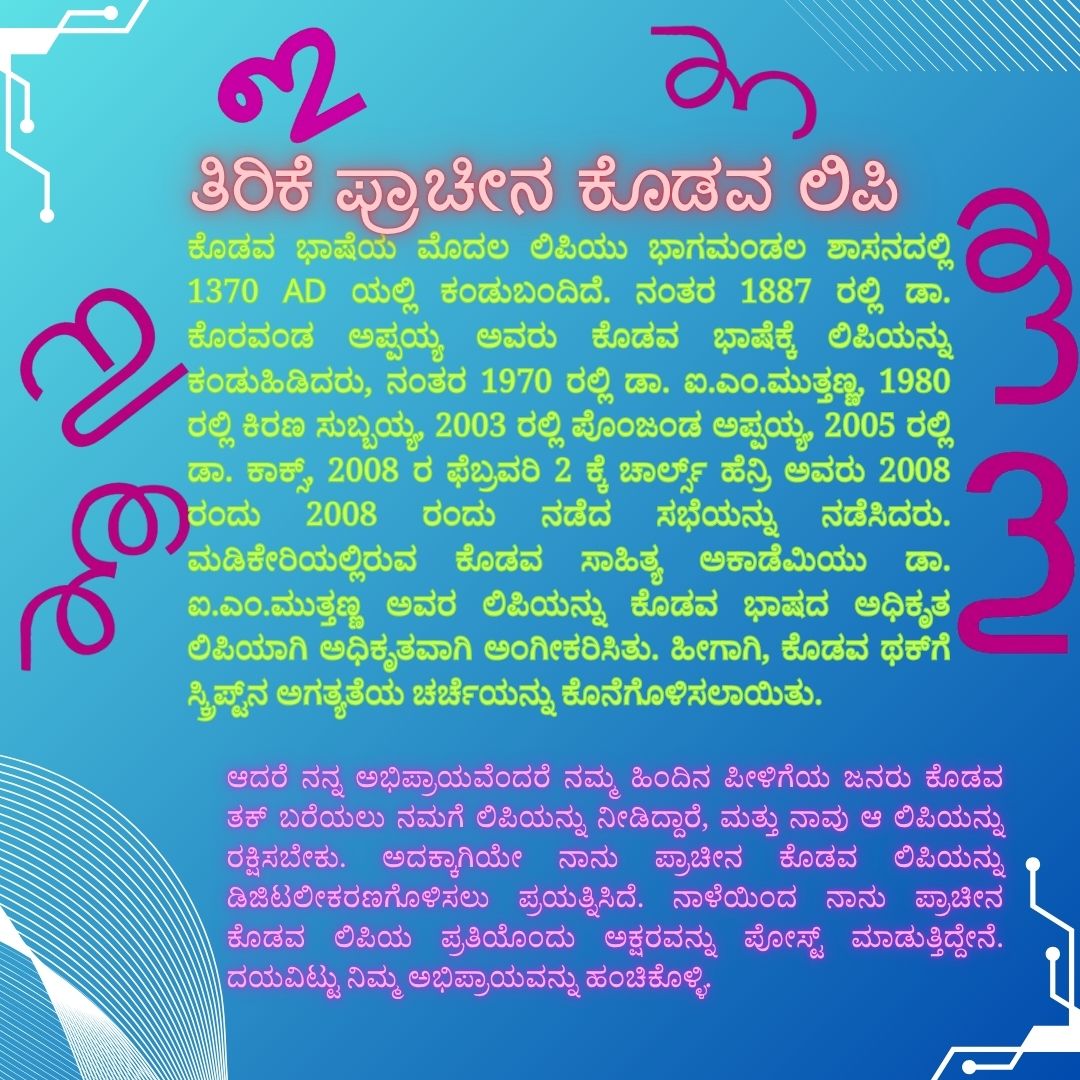 ತಿರಿಕೆ ಪ್ರಾಚೀನ ಕೊಡವ ಲಿಪಿ
ಕೊಡವ ಭಾಷೆಯ ಮೊದಲ ಲಿಪಿಯು ಭಾಗಮಂಡಲ ಶಾಸನದಲ್ಲಿ
1370 AD ಯಲ್ಲಿ ಕಂಡುಬಂದಿದೆ. ನಂತರ 1887 ರಲ್ಲಿ ಡಾ.
ಕೊರವಂಡ ಅಪ್ಪಯ್ಯ ಅವರು ಕೊಡವ ಭಾಷೆಕ್ಕೆ ಲಿಪಿಯನ್ನು
ಕಂಡುಹಿಡಿದರು, ನಂತರ 1970 ರಲ್ಲಿ ಡಾ. ಐ.ಎಂ.ಮುತ್ತಣ್ಣ, 1980
ರಲ್ಲಿ ಕಿರಣ ಸುಬ್ಬಯ್ಯ, 2003 ರಲ್ಲಿ ಪೊಂಜಂಡ ಅಪ್ಪಯ್ಯ, 2005 ರಲ್ಲಿ
ಡಾ. ಕಾಕ್ಸ್, 2008 ರ ಫೆಬ್ರವರಿ 2 ಕ್ಕೆ ಚಾರ್ಲ್ಸ್ ಹೆನ್ರಿ ಅವರು 2008
ರಂದು 2008 ರಂದು ನಡೆದ ಸಭೆಯನ್ನು ನಡೆಸಿದರು.
ಮಡಿಕೇರಿಯಲ್ಲಿರುವ ಕೊಡವ ಸಾಹಿತ್ಯ ಅಕಾಡೆಮಿಯು ಡಾ.
ಐ.ಎಂ.ಮುತ್ತಣ್ಣ ಅವರ ಲಿಪಿಯನ್ನು ಕೊಡವ ಭಾಷದ ಅಧಿಕೃತ
ಲಿಪಿಯಾಗಿ ಅಧಿಕೃತವಾಗಿ ಅಂಗೀಕರಿಸಿತು. ಹೀಗಾಗಿ, ಕೊಡವ ಥಕ್‌ಗೆ
ಸ್ಕ್ರಿಪ್ಟ್‌ನ ಅಗತ್ಯತೆಯ ಚರ್ಚೆಯನ್ನು ಕೊನೆಗೊಳಿಸಲಾಯಿತು.
ಆದರೆ ನನ್ನ ಅಭಿಪ್ರಾಯವೆಂದರೆ ನಮ್ಮ ಹಿಂದಿನ ಪೀಳಿಗೆಯ ಜನರು ಕೊಡವ
ತಕ್ ಬರೆಯಲು ನಮಗೆ ಲಿಪಿಯನ್ನು ನೀಡಿದ್ದಾರೆ, ಮತ್ತು ನಾವು ಆ ಲಿಪಿಯನ್ನು
ರಕ್ಷಿಸಬೇಕು. ಅದಕ್ಕಾಗಿಯೇ ನಾನು ಪ್ರಾಚೀನ ಕೊಡವ ಲಿಪಿಯನ್ನು
ಡಿಜಿಟಲೀಕರಣಗೊಳಿಸಲು ಪ್ರಯತ್ನಿಸಿದೆ. ನಾಳೆಯಿಂದ ನಾನು ಪ್ರಾಚೀನ
ಕೊಡವ ಲಿಪಿಯ ಪ್ರತಿಯೊಂದು ಅಕ್ಷರವನ್ನು ಪೋಸ್ಟ್ ಮಾಡುತ್ತಿದ್ದೇನೆ.
ದಯವಿಟ್ಟು ನಿಮ್ಮ ಅಭಿಪ್ರಾಯವನ್ನು ಹಂಚಿಕೊಳ್ಳಿ.